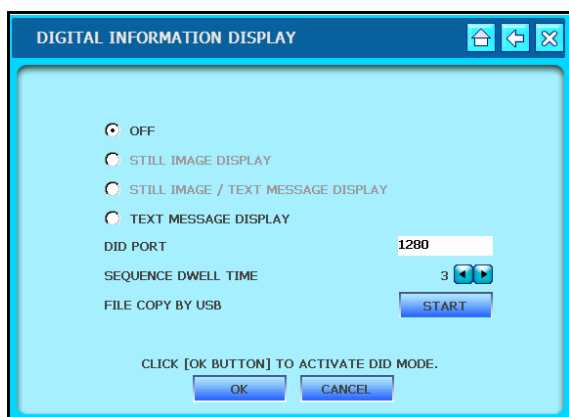 DIGITAL INFORMATION DISPLAY
OFF
STILL IMAGE DISPLAY
STILL IMAGE / TEXT MESSAGE DISPLAY
TEXT MESSAGE DISPLAY
DID PORT 1280
SEQUENCE DWELL TIME 3
FILE COPY BY USB START
CLICK [OK BUTTON] TO ACTIVATE DID MODE.
OK CANCEL